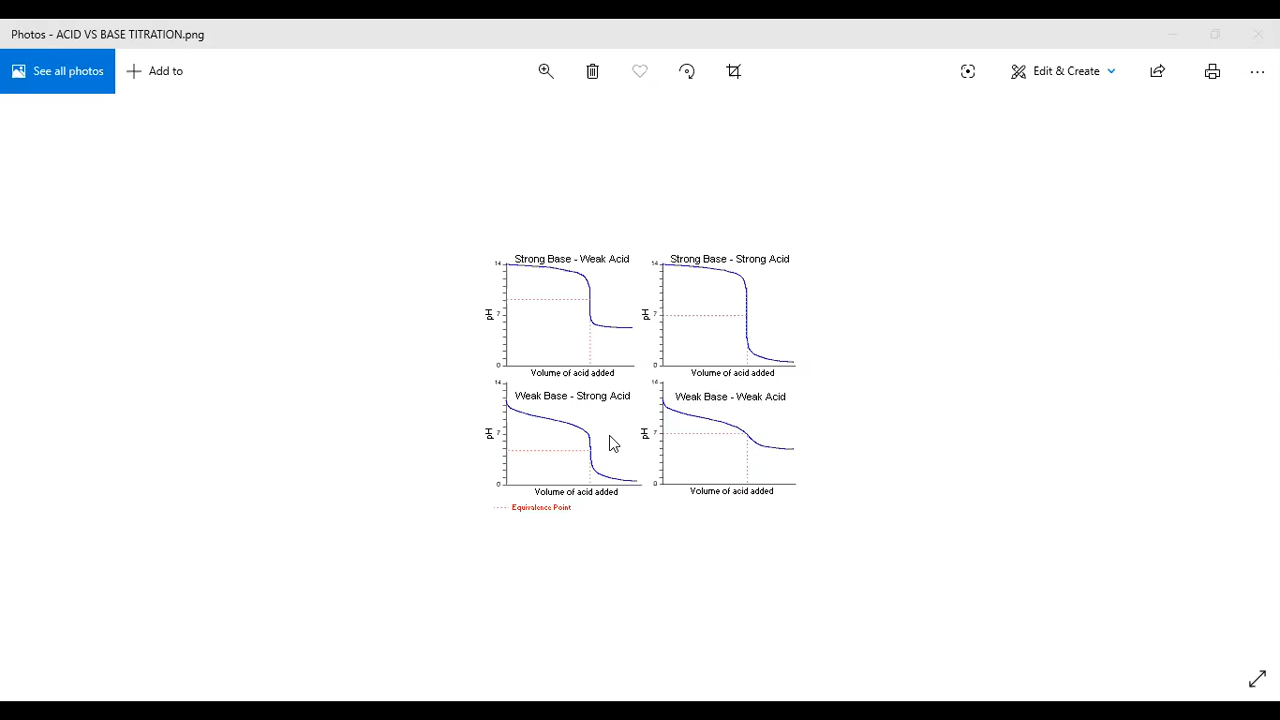 Photos - ACID VS BASE TITRATION.png
See all photos
Add to
Edit & Create
Strong Base - Weak Acid
14
pH
7
0
Volume of acid added
Strong Base - Strong Acid
14
pH
7
0
Volume of acid added
14
Weak Base - Strong Acid
pH
7
0
Volume of acid added
14
Weak Base - Weak Acid
pH
7
0
Volume of acid added
Equivalence Point